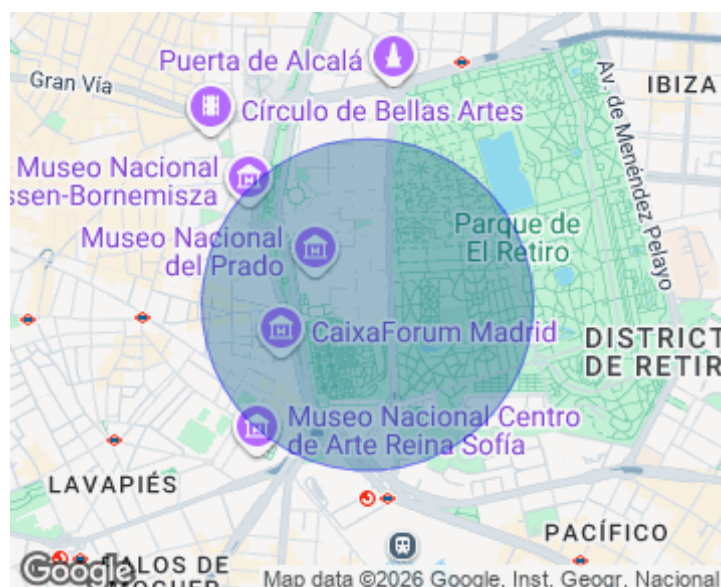 Puerta de Alcalá
Gran Vía
Círculo de Bellas Artes
Av. de Menéndez Pelayo
IBIZA
Museo Nacional
ssen-Bornemisza
Museo Nacional
del Prado
Parque de
El Retiro
CaixaForum Madrid
DISTRICT
DE RETIR
Museo Nacional Centro
de Arte Reina Sofía
LAVAPIÉS
PACÍFICO
Google
ALOS DE
Map data ©2026 Google, Inst. Geogr. Nacional